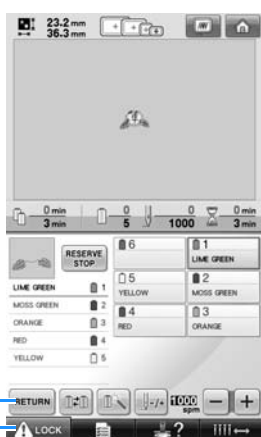 23.2 mm
36.3 mm
0 min
3 min
0
5
0
1000
0 min
3 min
RESERVE
STOP
LIME GREEN 1
MOSS GREEN 2
ORANGE 3
RED 4
YELLOW 5
6
1
LIME GREEN
5
YELLOW
2
MOSS GREEN
4
RED
3
ORANGE
RETURN
-/+
1000
spm
− +
LOCK
?